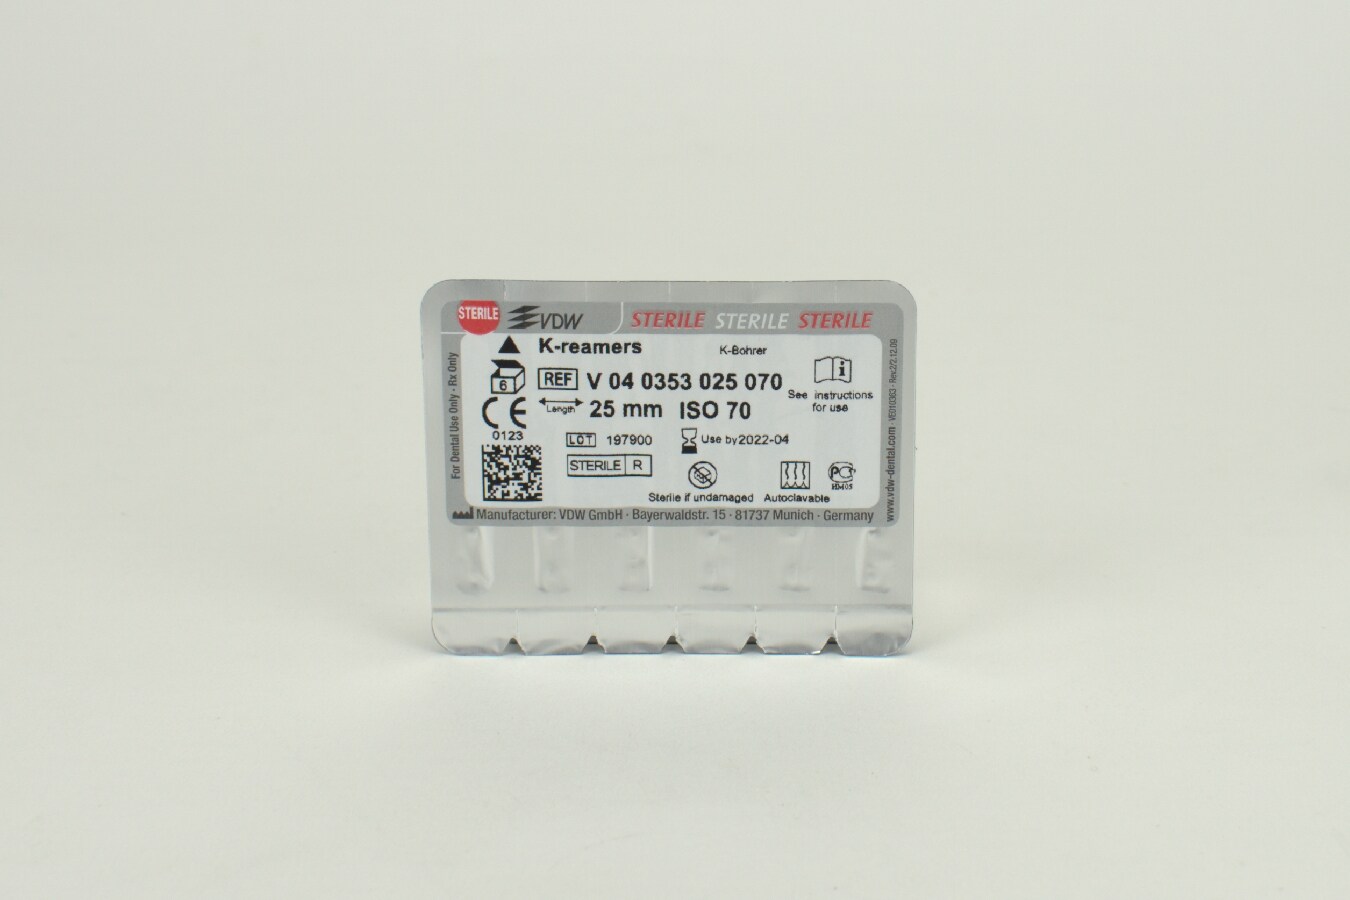 STERILE VDW STERILE STERILE STERILE
K-reamers K-Bohrer
6 REF V 04 0353 025 070
See instructions
for use
Length 25 mm ISO 70
CE
0123
LOT 197900 Use by 2022-04
STERILE R
Sterile if undamaged Autoclavable
Manufacturer: VDW GmbH · Bayerwaldstr. 15 · 81737 Munich · Germany
For Dental Use Only · Rx Only
www.vdw-dental.com